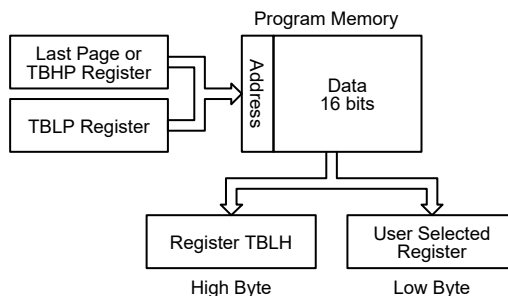 Program Memory
Last Page or
TBHP Register
TBLP Register
Address
Data
16 bits
Register TBLH
User Selected
Register
High Byte
Low Byte